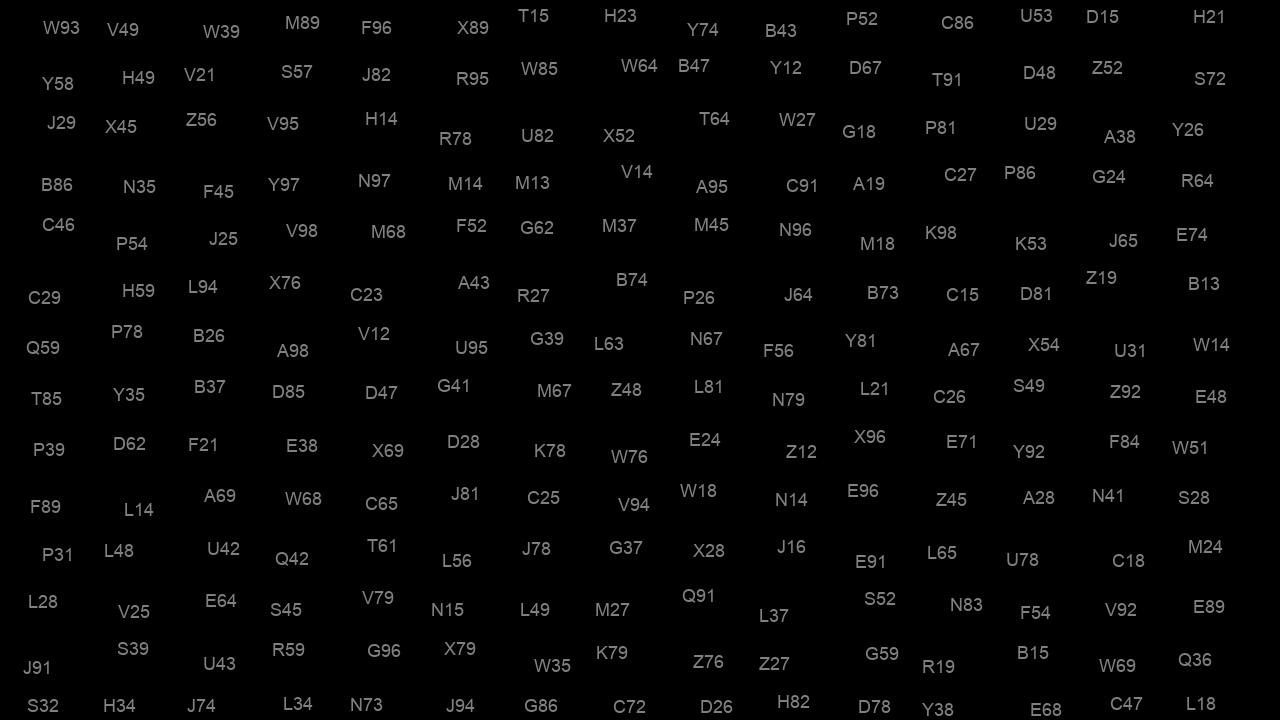 W93 V49 W39 M89 F96 X89 T15 H23 Y74 B43 P52 C86 U53 D15 H21
Y58 H49 V21 S57 J82 R95 W85 W64 B47 Y12 D67 T91 D48 Z52 S72
J29 X45 Z56 V95 H14 R78 U82 X52 T64 W27 G18 P81 U29 A38 Y26
B86 N35 F45 Y97 N97 M14 M13 V14 A95 C91 A19 C27 P86 G24 R64
C46 P54 J25 V98 M68 F52 G62 M37 M45 N96 M18 K98 K53 J65 E74
C29 H59 L94 X76 C23 A43 R27 B74 P26 J64 B73 C15 D81 Z19 B13
Q59 P78 B26 A98 V12 U95 G39 L63 N67 F56 Y81 A67 X54 U31 W14
T85 Y35 B37 D85 D47 G41 M67 Z48 L81 N79 L21 C26 S49 Z92 E48
P39 D62 F21 E38 X69 D28 K78 W76 E24 Z12 X96 E71 Y92 F84 W51
F89 L14 A69 W68 C65 J81 C25 V94 W18 N14 E96 Z45 A28 N41 S28
P31 L48 U42 Q42 T61 L56 J78 G37 X28 J16 E91 L65 U78 C18 M24
L28 V25 E64 S45 V79 N15 L49 M27 Q91 L37 S52 N83 F54 V92 E89
J91 S39 U43 R59 G96 X79 W35 K79 Z76 Z27 G59 R19 B15 W69 Q36
S32 H34 J74 L34 N73 J94 G86 C72 D26 H82 D78 Y38 E68 C47 L18